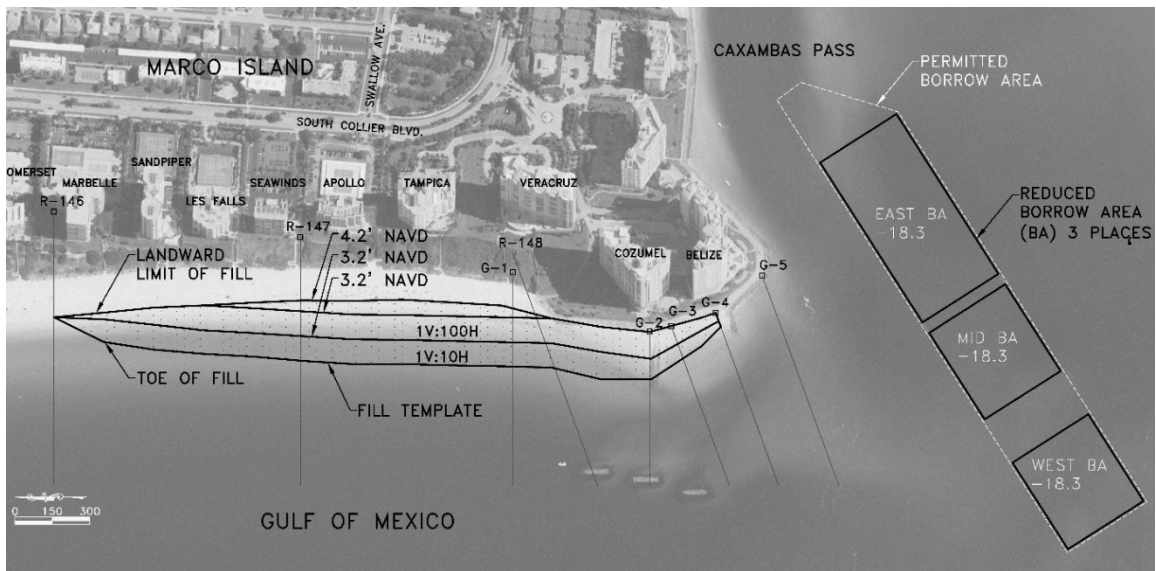 CAXAMBAS PASS
PERMITTED
BORROW AREA
MARCO ISLAND
SWALLOW AVE.
SOUTH COLLIER BLVD.
SANDPIPER
OMERSET
MARBELLE
LES FALLS
SEAWINDS
APOLLO
TAMPICA
VERACRUZ
R-146
R-147
R-148
REDUCED
BORROW AREA
(BA) 3 PLACES
EAST BA
-18.3
LANDWARD
LIMIT OF FILL
4.2' NAVD
3.2' NAVD
3.2' NAVD
G-1
COZUMEL
BELIZE
G-5
G-4
G-3
G-2
1V:100H
1V:10H
MID BA
-18.3
TOE OF FILL
FILL TEMPLATE
WEST BA
-18.3
0 150 300
GULF OF MEXICO